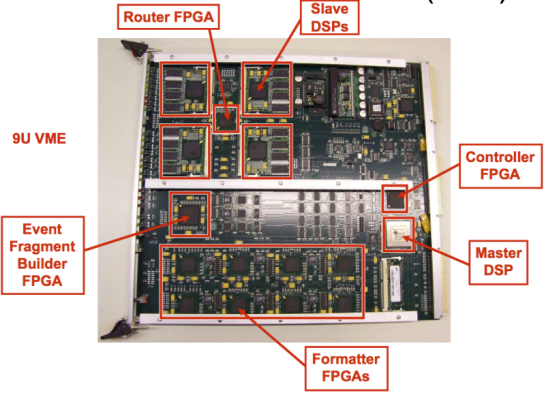 Router FPGA
Slave
DSPs
9U VME
Controller
FPGA
Event
Fragment
Builder
FPGA
Master
DSP
Formatter
FPGAs